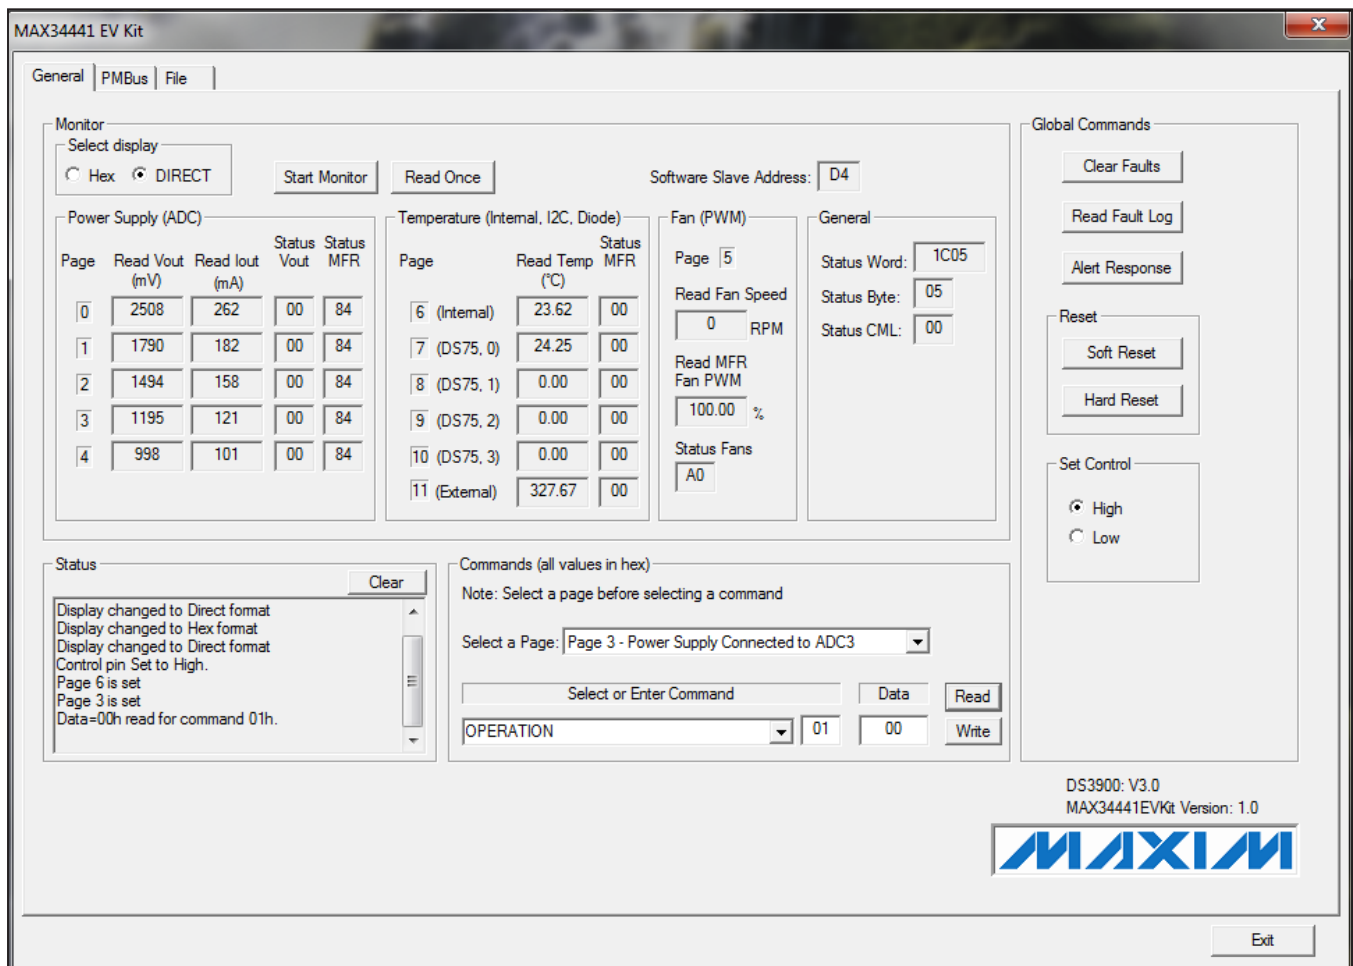 MAX34441 EV Kit
General PMBus File
Monitor
Select display
Hex DIRECT
Start Monitor
Read Once
Software Slave Address: D4
Power Supply (ADC)
Page Read Vout (mV) Read Iout (mA) Status Vout Status MFR
0 2508 262 00 84
1 1790 182 00 84
2 1494 158 00 84
3 1195 121 00 84
4 998 101 00 84
Temperature (Internal, I2C, Diode)
Page Read Temp (°C) Status MFR
6 (Internal) 23.62 00
7 (DS75, 0) 24.25 00
8 (DS75, 1) 0.00 00
9 (DS75, 2) 0.00 00
10 (DS75, 3) 0.00 00
11 (External) 327.67 00
Fan (PWM)
Page 5
Read Fan Speed
0 RPM
Read MFR
Fan PWM
100.00 %
Status Fans
A0
General
Status Word: 1C05
Status Byte: 05
Status CML: 00
Global Commands
Clear Faults
Read Fault Log
Alert Response
Reset
Soft Reset
Hard Reset
Set Control
High
Low
Status
Clear
Display changed to Direct format
Display changed to Hex format
Display changed to Direct format
Control pin Set to High.
Page 6 is set
Page 3 is set
Data=00h read for command 01h.
Commands (all values in hex)
Note: Select a page before selecting a command
Select a Page: Page 3 - Power Supply Connected to ADC3
Select or Enter Command Data Read
OPERATION 01 00 Write
DS3900: V3.0
MAX34441EVKit Version: 1.0
MAXIM
Exit